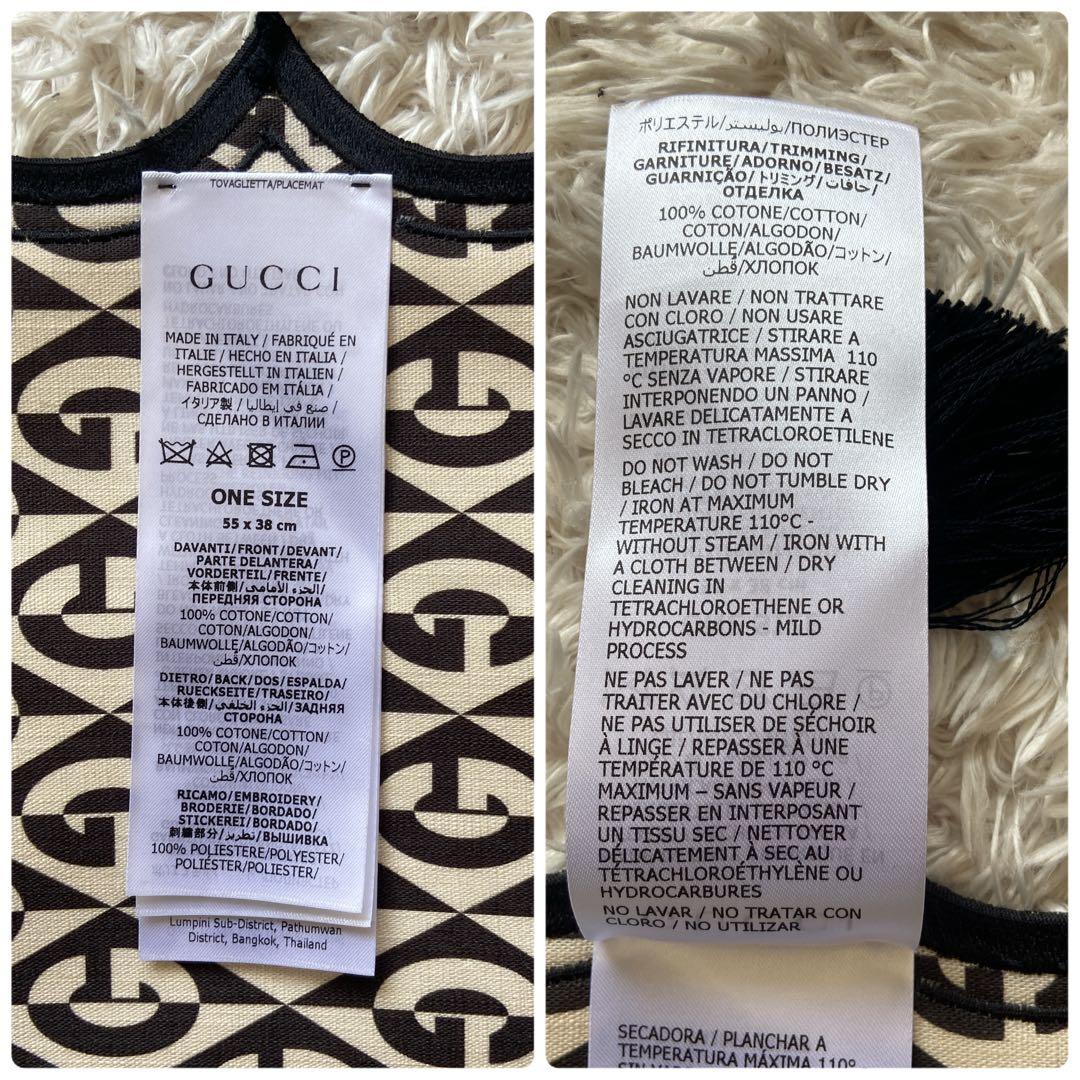 TOVAGLIETTA/PLACEMAT
GUCCI
MADE IN ITALY / FABRIQUÉ EN
ITALIE / HECHO EN ITALIA /
HERGESTELLT IN ITALIEN /
FABRICADO EM ITÁLIA /
イタリア製 / صنع في إيطاليا /
СДЕЛАНО В ИТАЛИИ
P
ONE SIZE
55 x 38 cm
DAVANTI/FRONT/DEVANT/
PARTE DELANTERA/
VORDERTEIL/FRENTE/
本体前側/الجزء الأمامي/
ПЕРЕДНЯЯ СТОРОНА
100% COTONE/COTTON/
COTON/ALGODON/
BAUMWOLLE/ALGODÃO/コットン/
قطن/ХЛОПОК
DIETRO/BACK/DOS/ESPALDA/
RUECKSEITE/TRASEIRO/
本体後側/الجزء الخلفي/ЗАДНЯЯ
СТОРОНА
100% COTONE/COTTON/
COTON/ALGODON/
BAUMWOLLE/ALGODÃO/コットン/
قطن/ХЛОПОК
RICAMO/EMBROIDERY/
BRODERIE/BORDADO/
STICKEREI/BORDADO/
刺繍部分/تطريز/ВЫШИВКА
100% POLIESTERE/POLYESTER/
POLIÉSTER/POLIESTER/
Lumpini Sub-District, Pathumwan
District, Bangkok, Thailand
ポリエステル/بوليستر/ПОЛИЭСТЕР
RIFINITURA/TRIMMING/
GARNITURE/ADORNO/BESATZ/
GUARNIÇÃO/トリミング/حافات/
ОТДЕЛКА
100% COTONE/COTTON/
COTON/ALGODON/
BAUMWOLLE/ALGODÃO/コットン/
قطن/ХЛОПОК
NON LAVARE / NON TRATTARE
CON CLORO / NON USARE
ASCIUGATRICE / STIRARE A
TEMPERATURA MASSIMA 110
°C SENZA VAPORE / STIRARE
INTERPONENDO UN PANNO /
LAVARE DELICATAMENTE A
SECCO IN TETRACLOROETILENE
DO NOT WASH / DO NOT
BLEACH / DO NOT TUMBLE DRY
/ IRON AT MAXIMUM
TEMPERATURE 110°C -
WITHOUT STEAM / IRON WITH
A CLOTH BETWEEN / DRY
CLEANING IN
TETRACHLOROETHENE OR
HYDROCARBONS - MILD
PROCESS
NE PAS LAVER / NE PAS
TRAITER AVEC DU CHLORE /
NE PAS UTILISER DE SÉCHOIR
À LINGE / REPASSER À UNE
TEMPÉRATURE DE 110 °C
MAXIMUM – SANS VAPEUR /
REPASSER EN INTERPOSANT
UN TISSU SEC / NETTOYER
DÉLICATEMENT À SEC AU
TÉTRACHLOROÉTHYLÈNE OU
HYDROCARBURES
NO LAVAR / NO TRATAR CON
CLORO / NO UTILIZAR
SECADORA / PLANCHAR A
TEMPERATURA MÁXIMA 110°